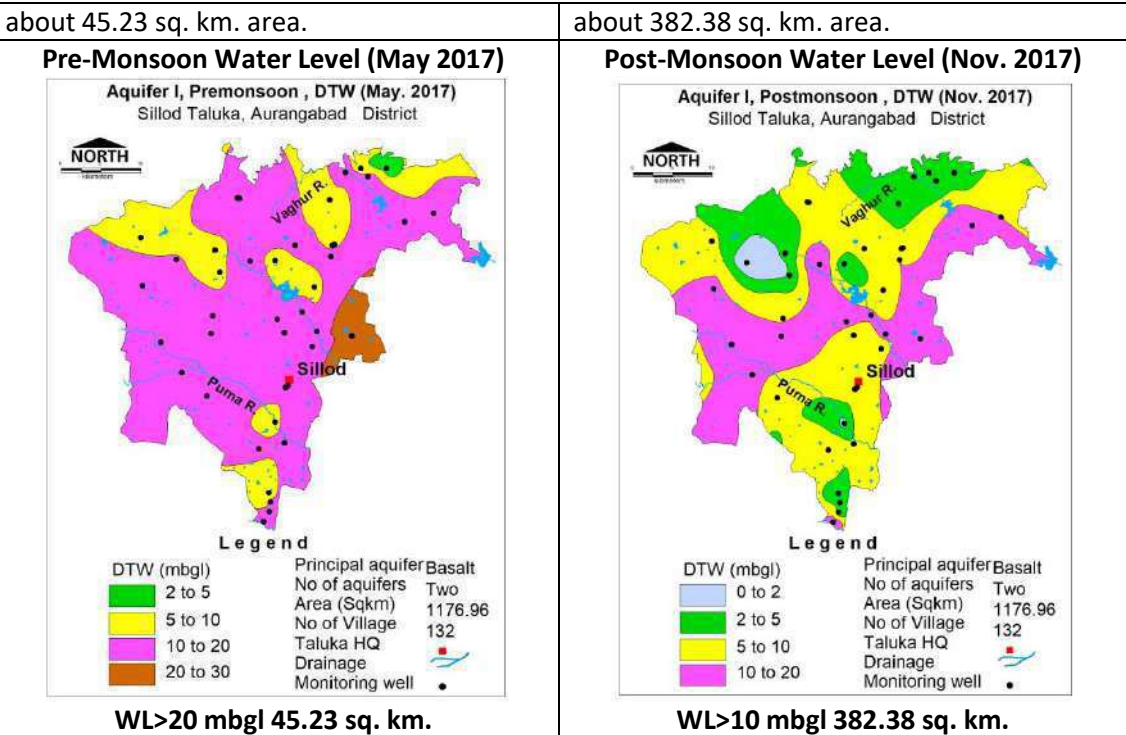 about 45.23 sq. km. area.
about 382.38 sq. km. area.
Pre-Monsoon Water Level (May 2017)
Aquifer I, Premonsoon , DTW (May. 2017)
Sillod Taluka, Aurangabad District
NORTH
Vaghur R.
Sillod
Purna R.
Legend
DTW (mbgl)
2 to 5
5 to 10
10 to 20
20 to 30
Principal aquifer Basalt
No of aquifers Two
Area (Sqkm) 1176.96
No of Village 132
Taluka HQ
Drainage
Monitoring well
WL>20 mbgl 45.23 sq. km.
Post-Monsoon Water Level (Nov. 2017)
Aquifer I, Postmonsoon , DTW (Nov. 2017)
Sillod Taluka, Aurangabad District
NORTH
Vaghur R.
Sillod
Purna R.
Legend
DTW (mbgl)
0 to 2
2 to 5
5 to 10
10 to 20
Principal aquifer Basalt
No of aquifers Two
Area (Sqkm) 1176.96
No of Village 132
Taluka HQ
Drainage
Monitoring well
WL>10 mbgl 382.38 sq. km.